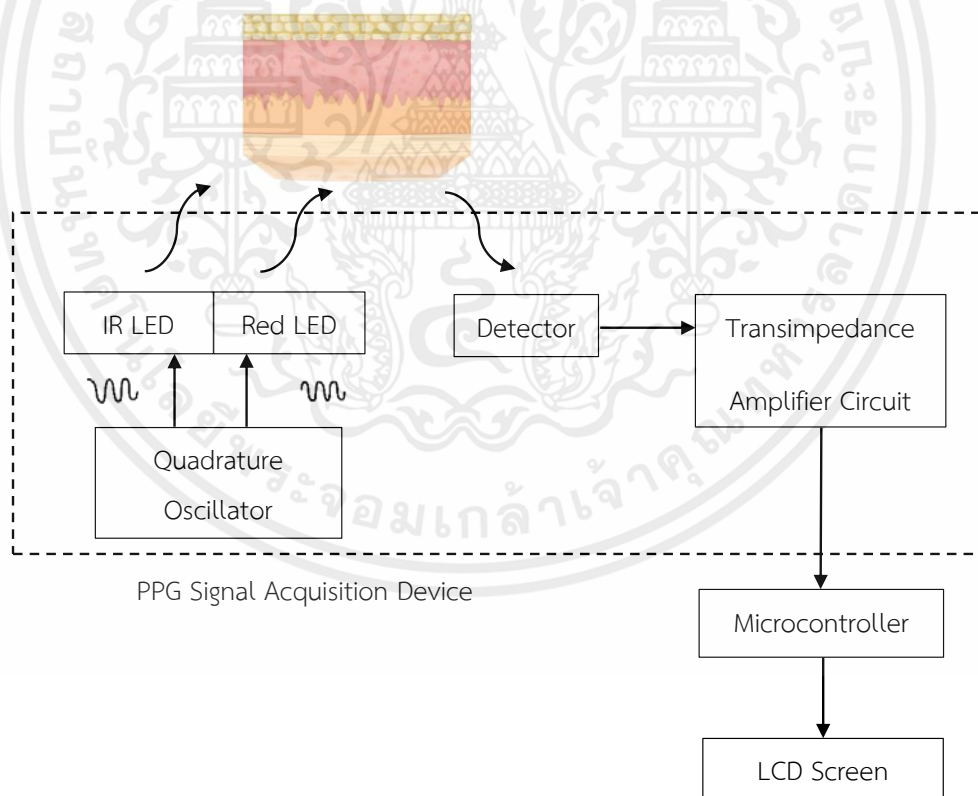 IR LED
Red LED
Detector
Transimpedance
Amplifier Circuit
Quadrature
Oscillator
PPG Signal Acquisition Device
Microcontroller
LCD Screen